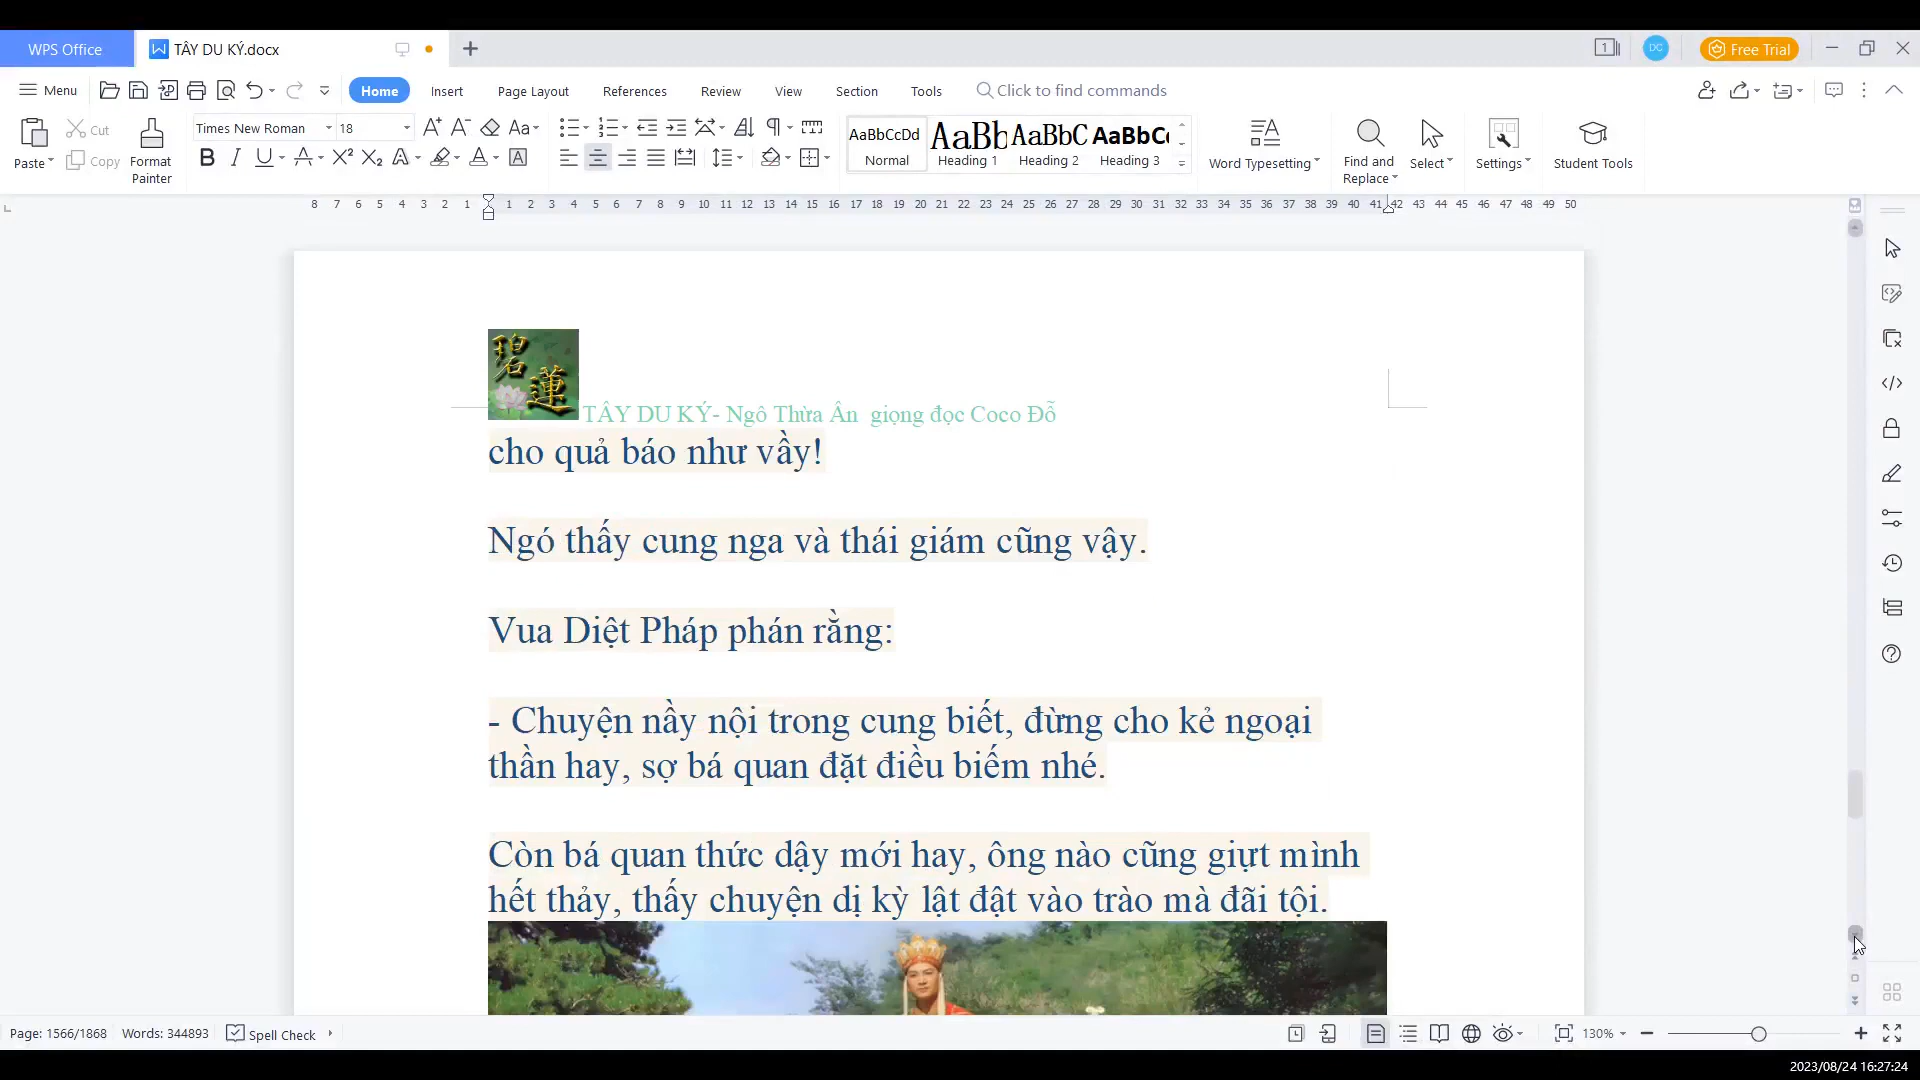 WPS Office
TÂY DU KÝ.docx
1
DC
Free Trial
Menu
Home
Insert
Page Layout
References
Review
View
Section
Tools
Click to find commands
Paste
Cut
Copy
Format Painter
Times New Roman
18
AaBbCcDd
Normal
AaBb
Heading 1
AaBbC
Heading 2
AaBbC
Heading 3
Word Typesetting
Find and Replace
Select
Settings
Student Tools
8 7 6 5 4 3 2 1 1 2 3 4 5 6 7 8 9 10 11 12 13 14 15 16 17 18 19 20 21 22 23 24 25 26 27 28 29 30 31 32 33 34 35 36 37 38 39 40 41 42 43 44 45 46 47 48 49 50
碧蓮
TÂY DU KÝ- Ngô Thừa Ân giọng đọc Coco Đỗ
cho quả báo như vầy!
Ngó thấy cung nga và thái giám cũng vậy.
Vua Diệt Pháp phán rằng:
- Chuyện nầy nội trong cung biết, đừng cho kẻ ngoại
thần hay, sợ bá quan đặt điều biếm nhé.
Còn bá quan thức dậy mới hay, ông nào cũng giựt mình
hết thảy, thấy chuyện dị kỳ lật đật vào trào mà đãi tội.
Page: 1566/1868
Words: 344893
Spell Check
130%
2023/08/24 16:27:24